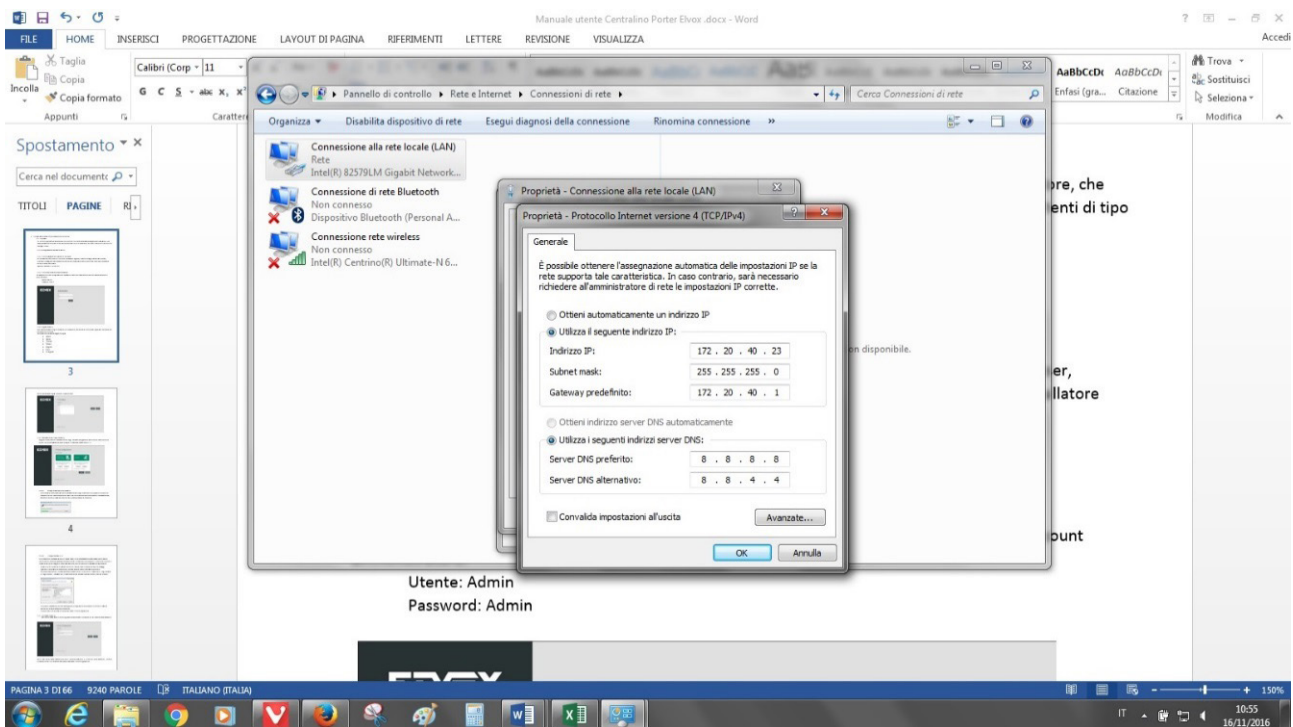 Manuale utente Centralino Porter Elvox .docx - Word
FILE HOME INSERISCI PROGETTAZIONE LAYOUT DI PAGINA RIFERIMENTI LETTERE REVISIONE VISUALIZZA Accedi
Incolla
Taglia
Copia
Copia formato
Appunti
Calibri (Corp 11
G C S abc x, x²
Caratter
AaBbCcDc AaBbCcDc
Enfasi (gra... Citazione
Trova
Sostituisci
Seleziona
Modifica
Spostamento
Cerca nel documento
TITOLI PAGINE RI
3
4
Pannello di controllo Rete e Internet Connessioni di rete
Cerca Connessioni di rete
Organizza Disabilita dispositivo di rete Esegui diagnosi della connessione Rinomina connessione »
Connessione alla rete locale (LAN)
Rete
Intel(R) 82579LM Gigabit Network...
Connessione di rete Bluetooth
Non connesso
Dispositivo Bluetooth (Personal A...
Connessione rete wireless
Non connesso
Intel(R) Centrino(R) Ultimate-N 6...
Proprietà - Connessione alla rete locale (LAN)
Proprietà - Protocollo Internet versione 4 (TCP/IPv4)
Generale
È possibile ottenere l'assegnazione automatica delle impostazioni IP se la
rete supporta tale caratteristica. In caso contrario, sarà necessario
richiedere all'amministratore di rete le impostazioni IP corrette.
Ottieni automaticamente un indirizzo IP
Utilizza il seguente indirizzo IP:
Indirizzo IP: 172 . 20 . 40 . 23
Subnet mask: 255 . 255 . 255 . 0
Gateway predefinito: 172 . 20 . 40 . 1
Ottieni indirizzo server DNS automaticamente
Utilizza i seguenti indirizzi server DNS:
Server DNS preferito: 8 . 8 . 8 . 8
Server DNS alternativo: 8 . 8 . 4 . 4
Convalida impostazioni all'uscita
Avanzate...
OK Annulla
on disponibile.
ore, che
enti di tipo
er,
llatore
ount
Utente: Admin
Password: Admin
PAGINA 3 DI 66 9240 PAROLE ITALIANO (ITALIA) 150%
IT 10:55
16/11/2016